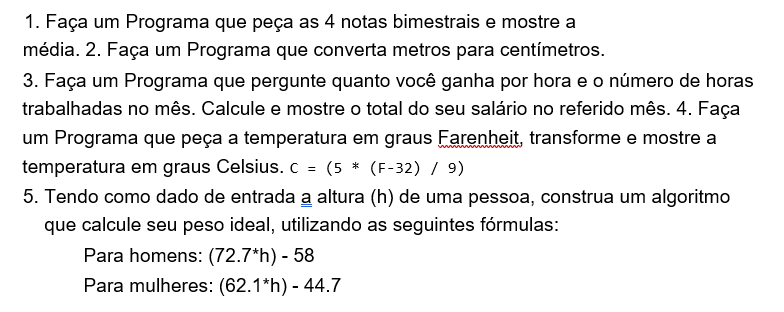 1. Faça um Programa que peça as 4 notas bimestrais e mostre a
média. 2. Faça um Programa que converta metros para centímetros.
3. Faça um Programa que pergunte quanto você ganha por hora e o número de horas
trabalhadas no mês. Calcule e mostre o total do seu salário no referido mês. 4. Faça
um Programa que peça a temperatura em graus Farenheit, transforme e mostre a
temperatura em graus Celsius. C = (5 * (F-32) / 9)
5. Tendo como dado de entrada a altura (h) de uma pessoa, construa um algoritmo
que calcule seu peso ideal, utilizando as seguintes fórmulas:
Para homens: (72.7*h) - 58
Para mulheres: (62.1*h) - 44.7